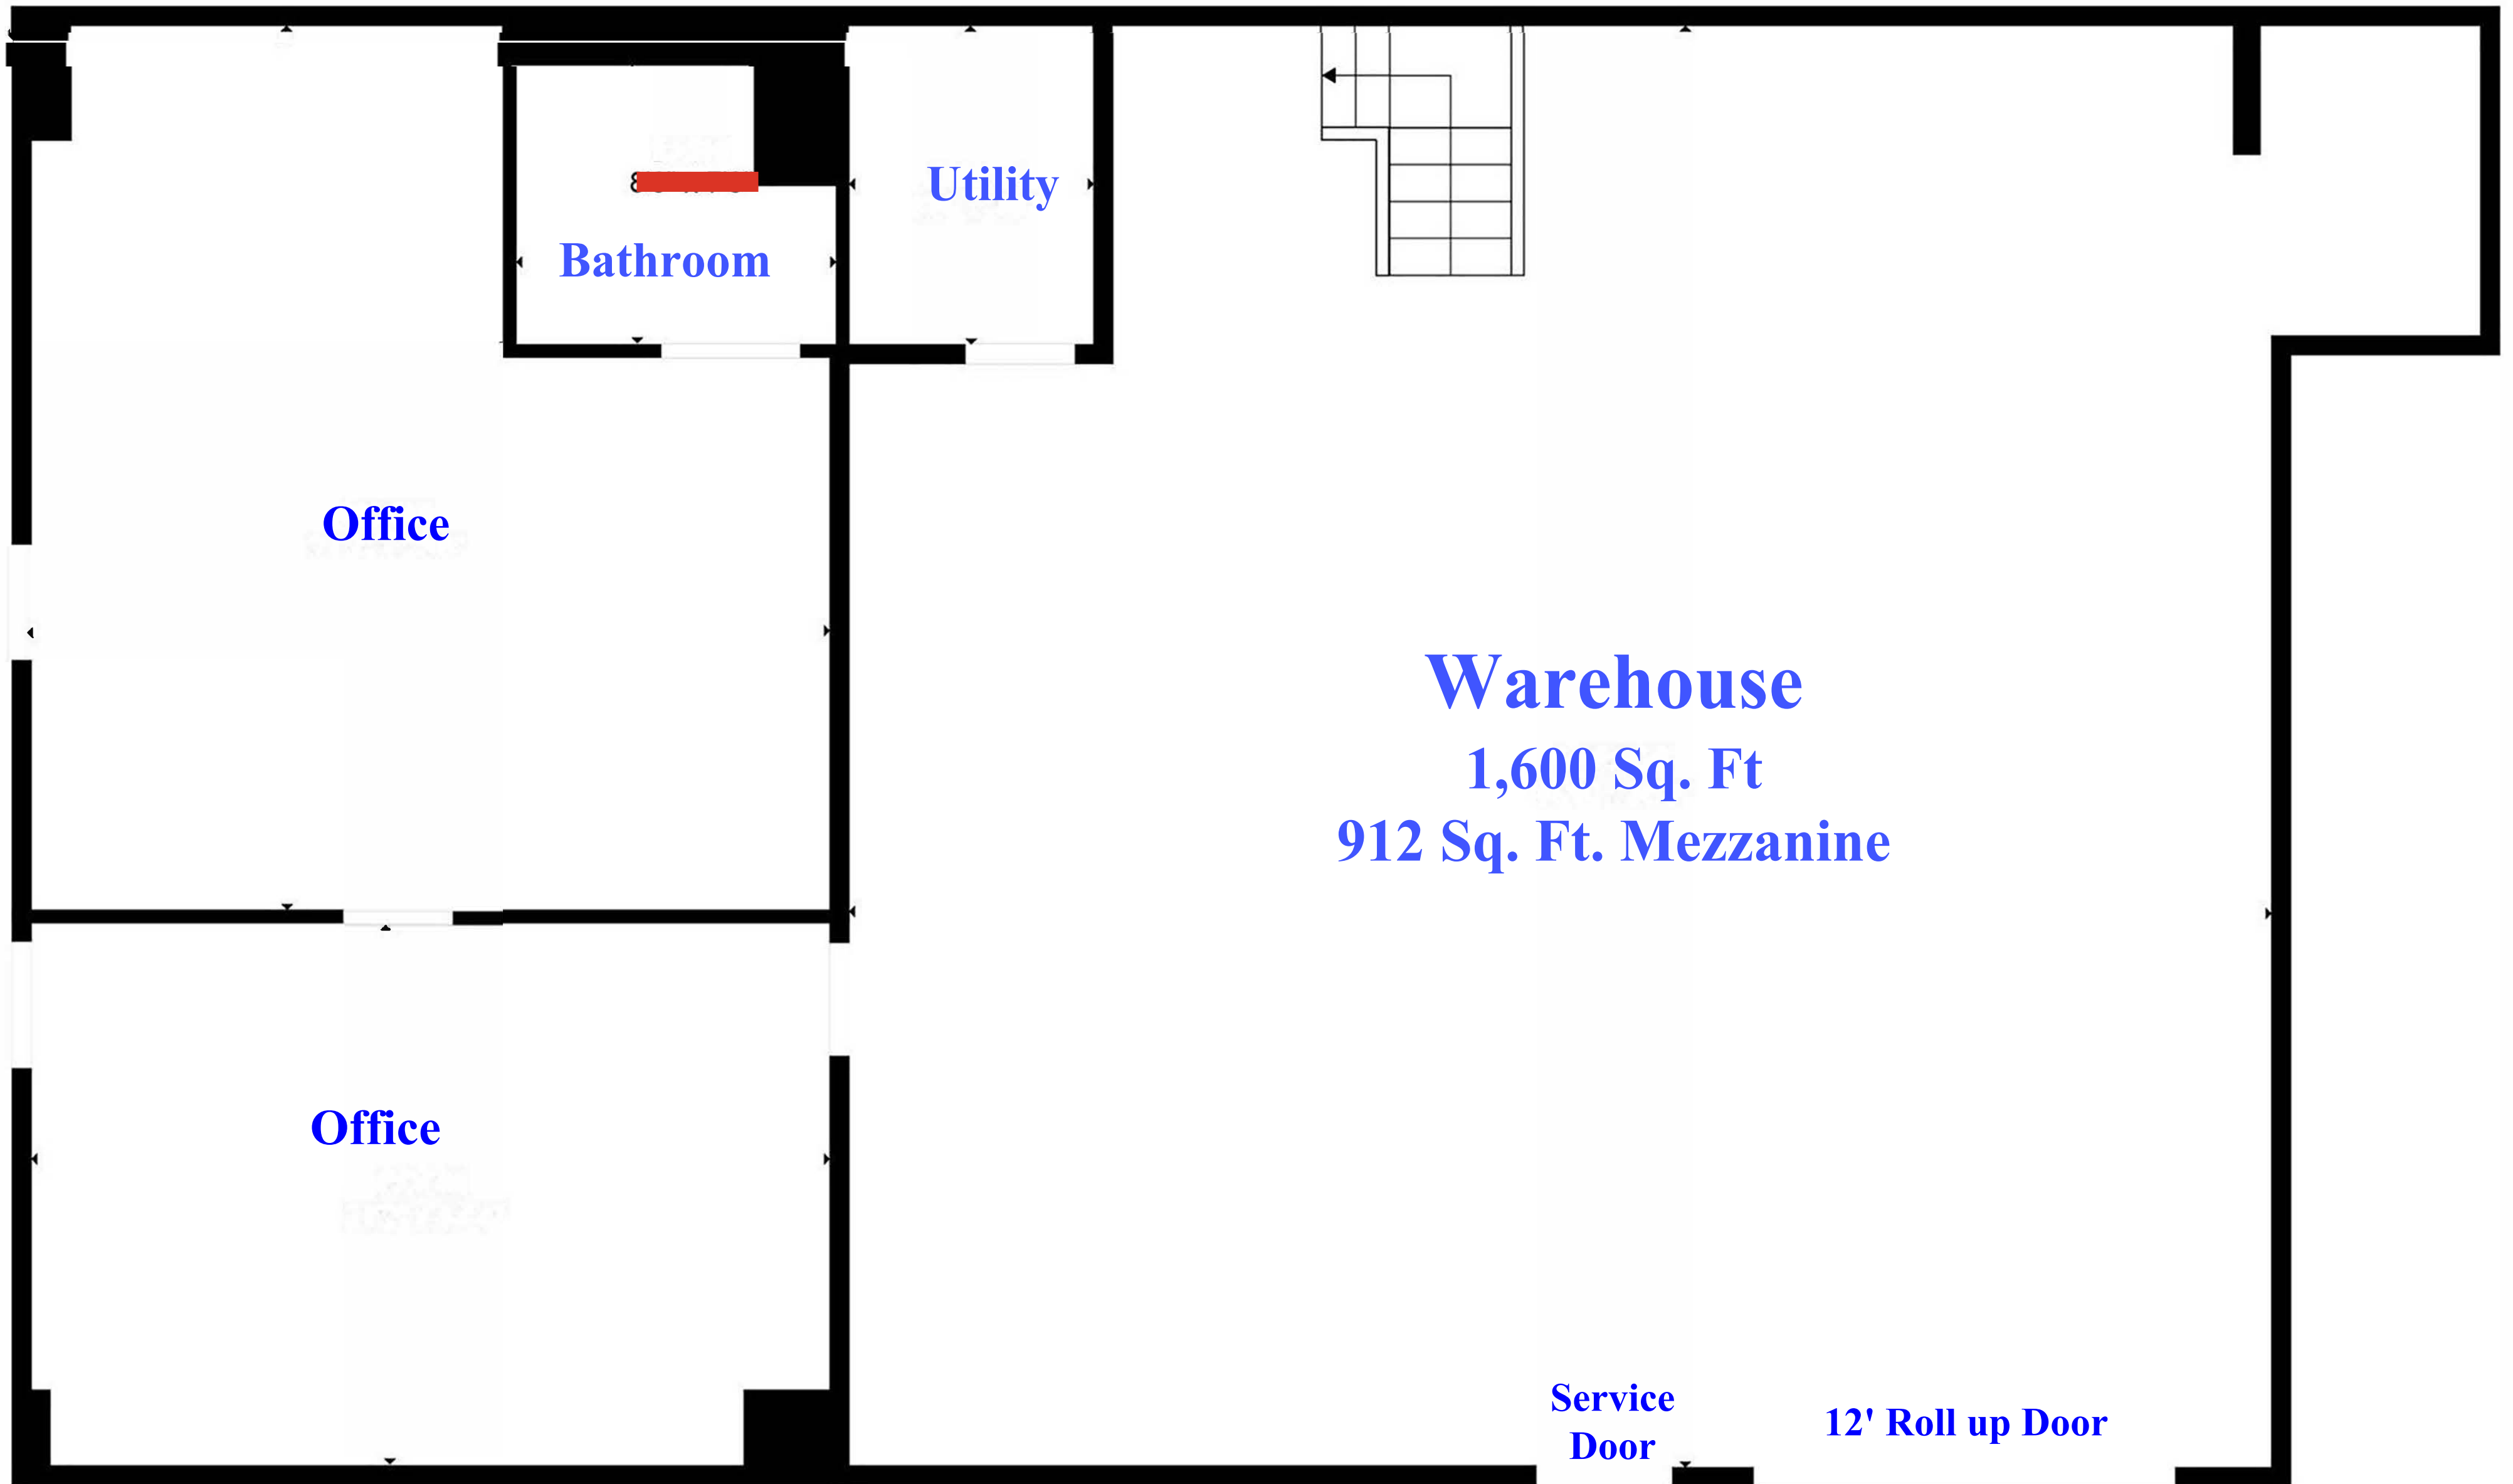 Utility
Bathroom
Office
Warehouse
1,600 Sq. Ft
912 Sq. Ft. Mezzanine
Office
Service
Door
12' Roll up Door